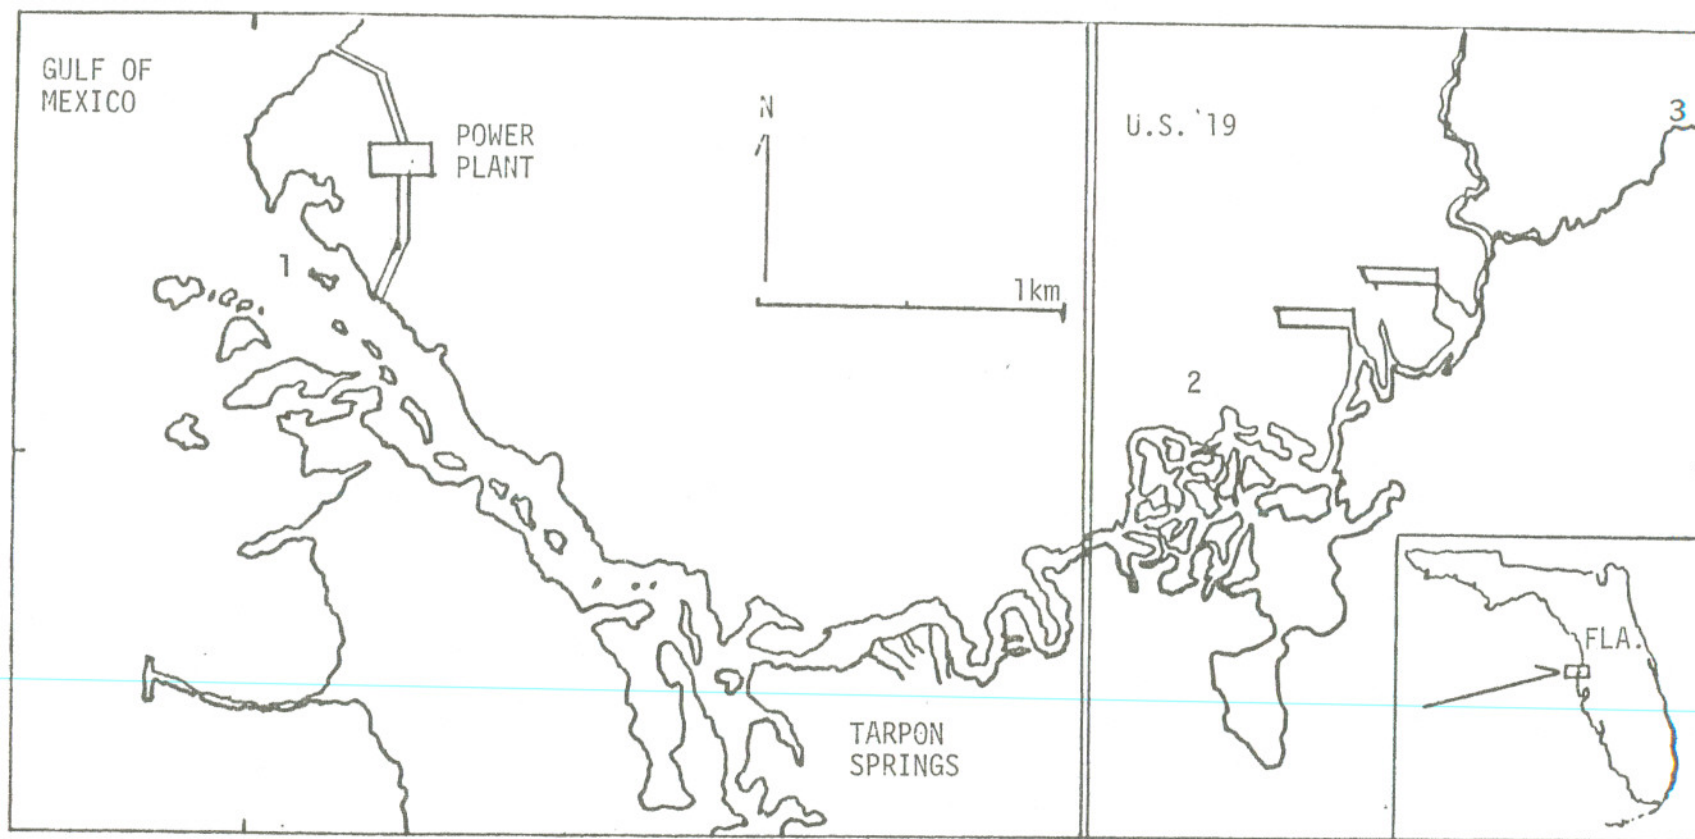 GULF OF
MEXICO
POWER
PLANT
N
U.S. 19
3
1
1km
2
FLA.
TARPON
SPRINGS